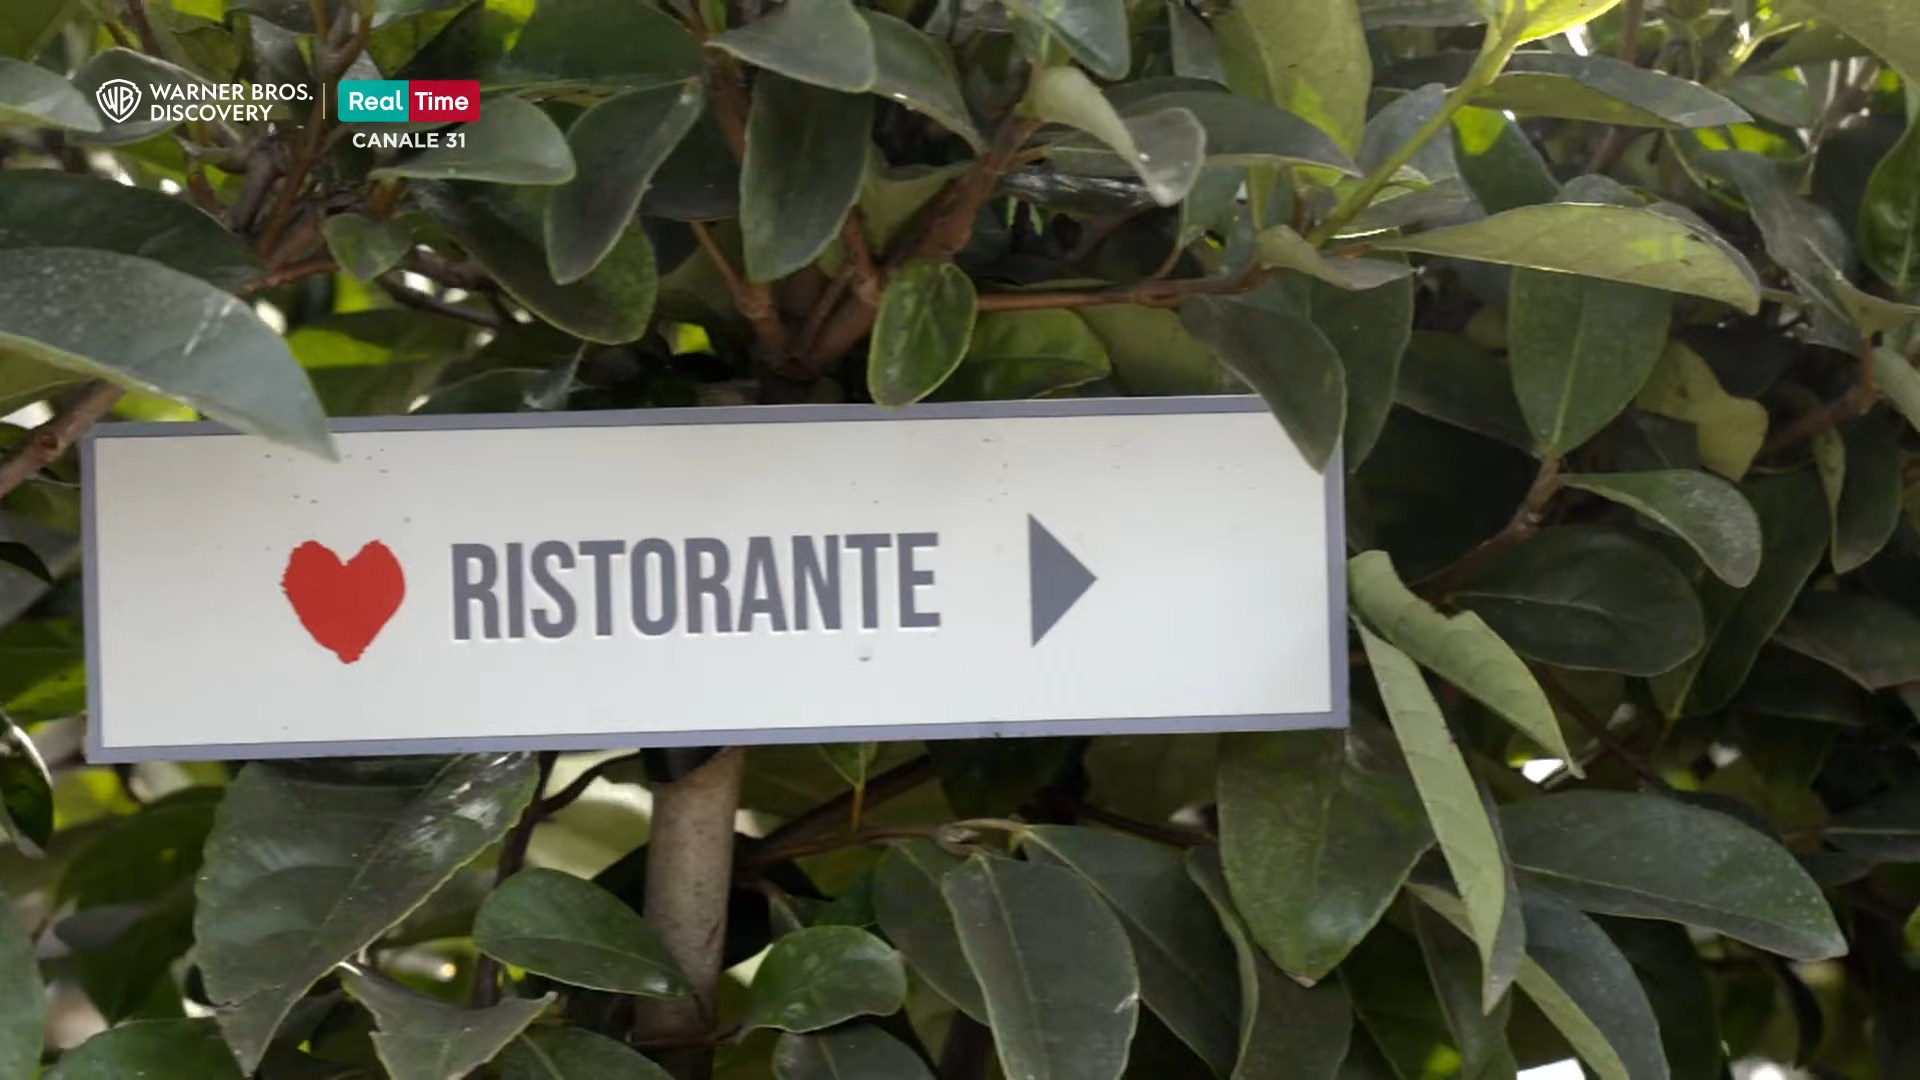 WARNER BROS.
DISCOVERY
Real Time
CANALE 31
RISTORANTE